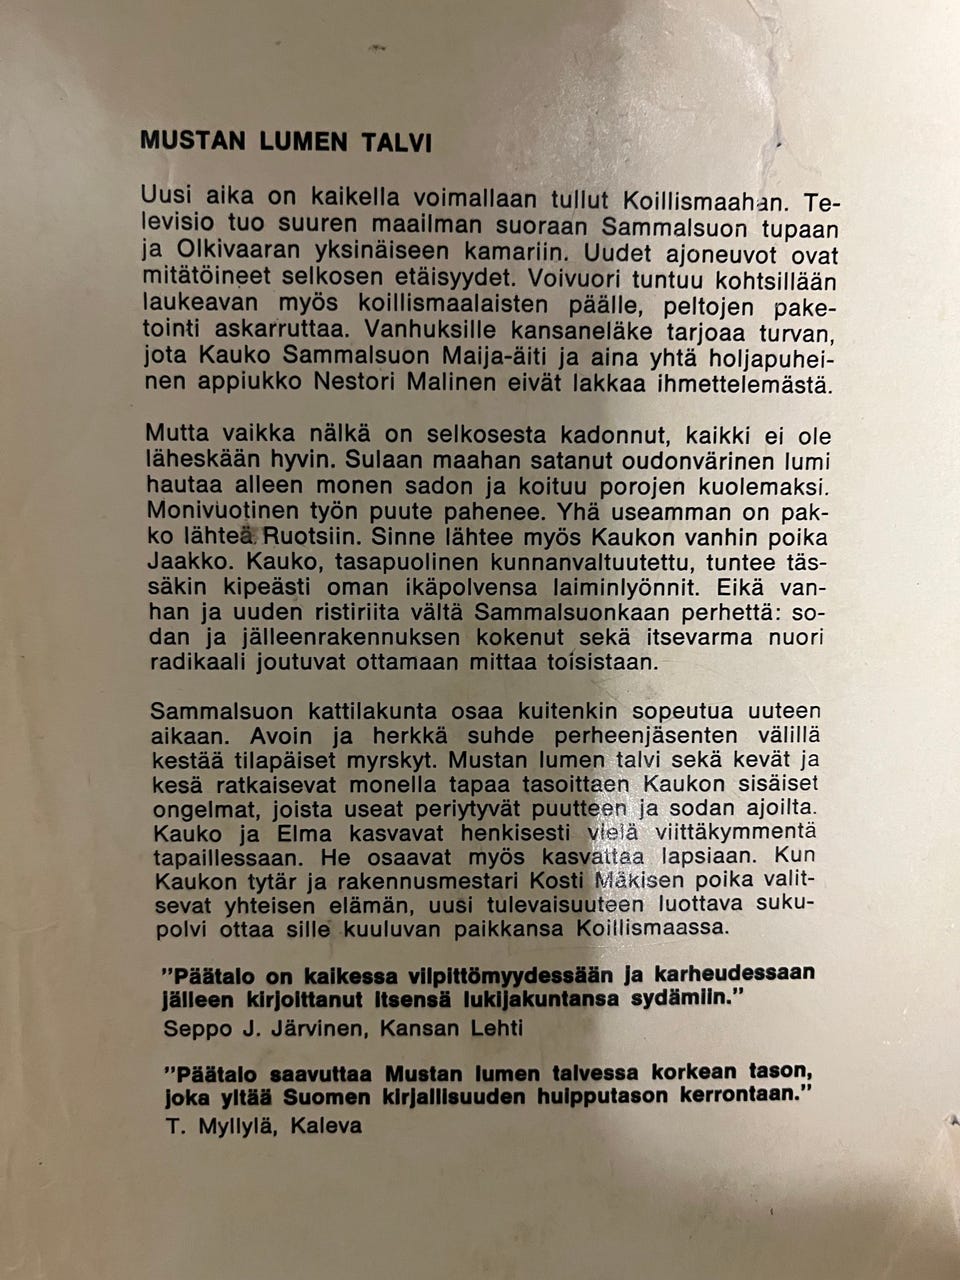 MUSTAN LUMEN TALVI
Uusi aika on kaikella voimallaan tullut Koillismaahan. Te-
levisio tuo suuren maailman suoraan Sammalsuon tupaan
ja Olkivaaran yksinäiseen kamariin. Uudet ajoneuvot ovat
mitätöineet selkosen etäisyydet. Voivuori tuntuu kohtsillään
laukeavan myös koillismaalaisten päälle, peltojen pake-
tointi askarruttaa. Vanhuksille kansaneläke tarjoaa turvan,
jota Kauko Sammalsuon Maija-äiti ja aina yhtä holjapuhei-
nen appiukko Nestori Malinen eivät lakkaa ihmettelemästä.
Mutta vaikka nälkä on selkosesta kadonnut, kaikki ei ole
läheskään hyvin. Sulaan maahan satanut oudonvärinen lumi
hautaa alleen monen sadon ja koituu porojen kuolemaksi.
Monivuotinen työn puute pahenee. Yhä useamman on pak-
ko lähteä Ruotsiin. Sinne lähtee myös Kaukon vanhin poika
Jaakko. Kauko, tasapuolinen kunnanvaltuutettu, tuntee täs-
säkin kipeästi oman ikäpolvensa laiminlyönnit. Eikä van-
han ja uuden ristiriita vältä Sammalsuonkaan perhettä: so-
dan ja jälleenrakennuksen kokenut sekä itsevarma nuori
radikaali joutuvat ottamaan mittaa toisistaan.
Sammalsuon kattilakunta osaa kuitenkin sopeutua uuteen
aikaan. Avoin ja herkkä suhde perheenjäsenten välillä
kestää tilapäiset myrskyt. Mustan lumen talvi sekä kevät ja
kesä ratkaisevat monella tapaa tasoittaen Kaukon sisäiset
ongelmat, joista useat periytyvät puutteen ja sodan ajoilta.
Kauko ja Elma kasvavat henkisesti vielä viittäkymmentä
tapaillessaan. He osaavat myös kasvattaa lapsiaan. Kun
Kaukon tytär ja rakennusmestari Kosti Mäkisen poika valit-
sevat yhteisen elämän, uusi tulevaisuuteen luottava suku-
polvi ottaa sille kuuluvan paikkansa Koillismaassa.
"Päätalo on kaikessa vilpittömyydessään ja karheudessaan
jälleen kirjoittanut itsensä lukijakuntansa sydämiin."
Seppo J. Järvinen, Kansan Lehti
"Päätalo saavuttaa Mustan lumen talvessa korkean tason,
joka yltää Suomen kirjallisuuden huipputason kerrontaan."
T. Myllylä, Kaleva